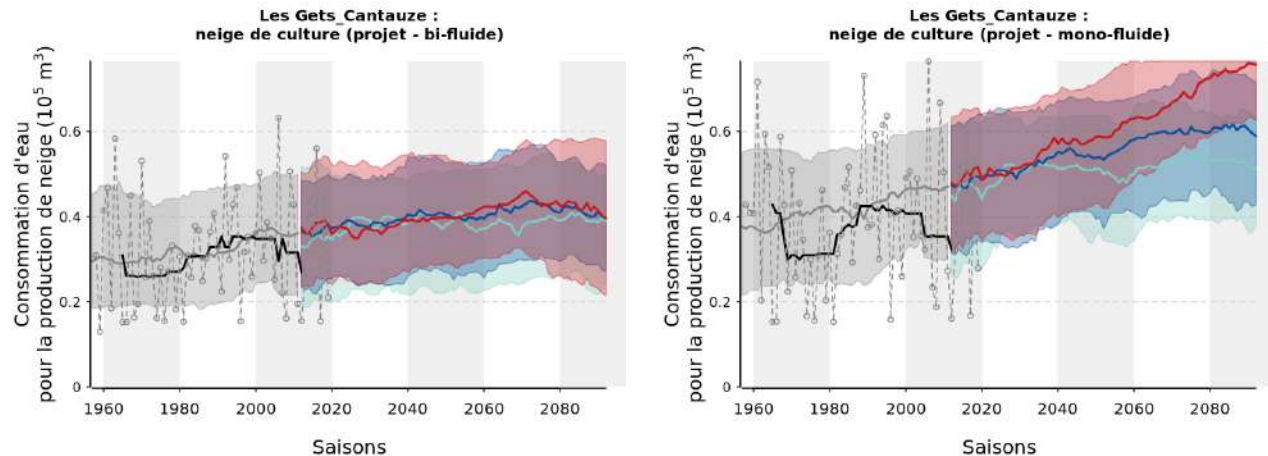 Les Gets_Cantauze :
neige de culture (projet - bi-fluide)
Consommation d'eau
pour la production de neige (10⁵ m³)
0.6
0.4
0.2
0
1960 1980 2000 2020 2040 2060 2080
Saisons
Les Gets_Cantauze :
neige de culture (projet - mono-fluide)
Consommation d'eau
pour la production de neige (10⁵ m³)
0.6
0.4
0.2
0
1960 1980 2000 2020 2040 2060 2080
Saisons